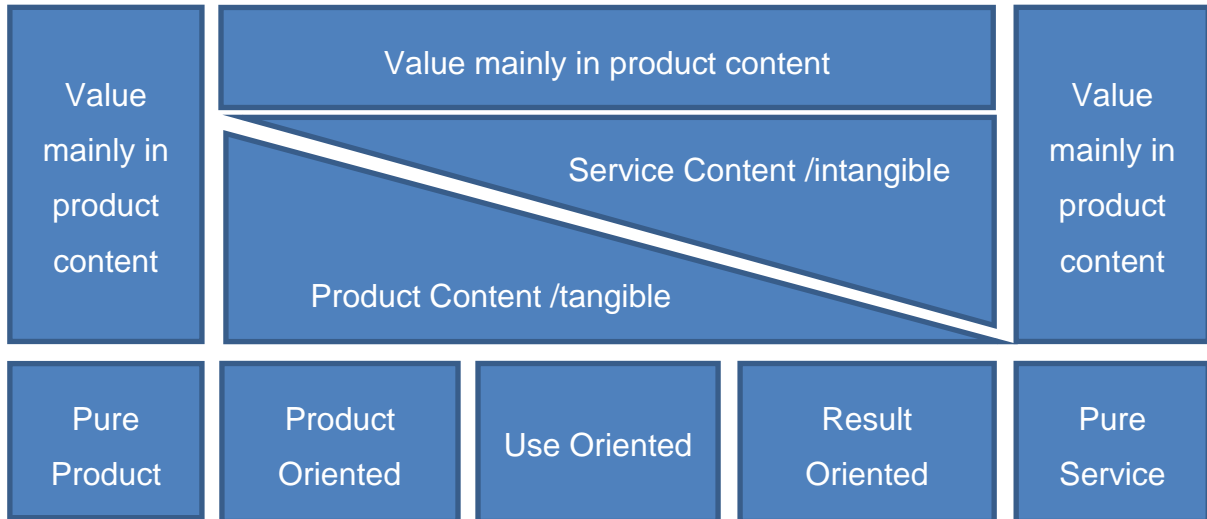 Value
mainly in
product
content
Value mainly in product content
Service Content /intangible
Product Content /tangible
Value
mainly in
product
content
Pure
Product
Product
Oriented
Use Oriented
Result
Oriented
Pure
Service